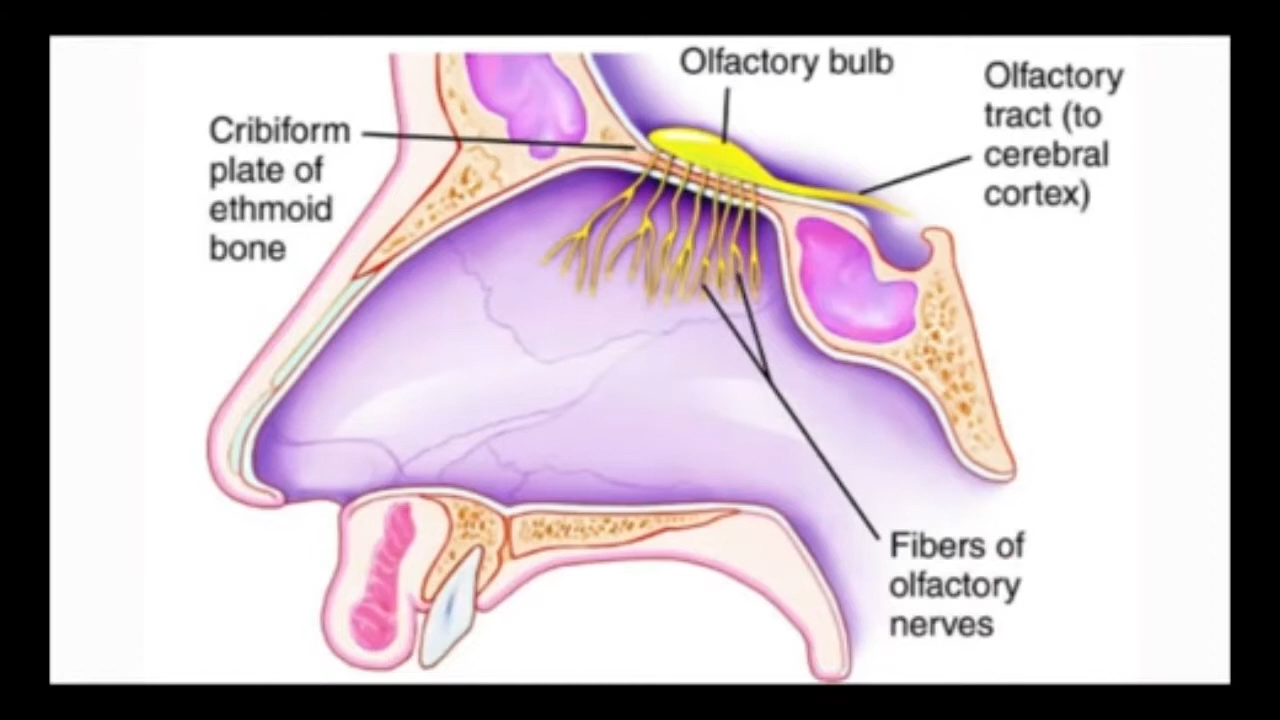 Olfactory bulb
Olfactory
tract (to
cerebral
cortex)
Cribiform
plate of
ethmoid
bone
Fibers of
olfactory
nerves